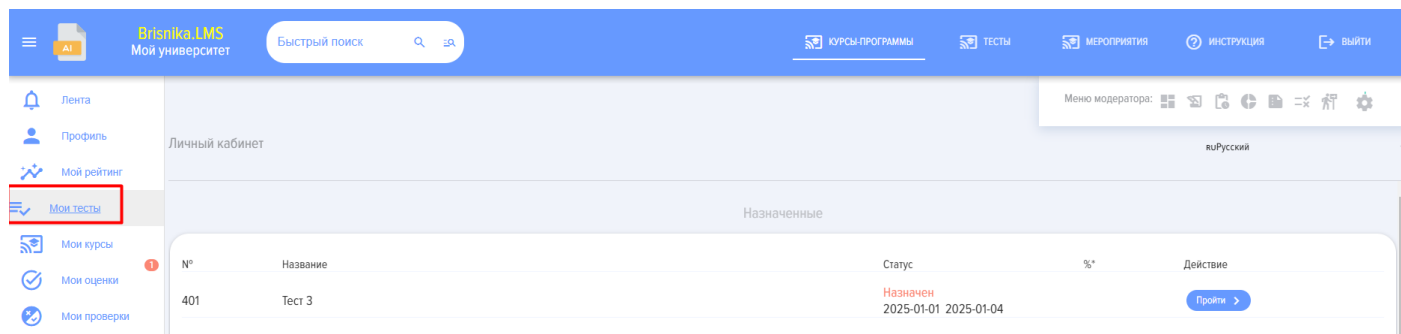 Brisnika.LMS
Мой университет
AI
Быстрый поиск
КУРСЫ-ПРОГРАММЫ
ТЕСТЫ
МЕРОПРИЯТИЯ
ИНСТРУКЦИЯ
ВЫЙТИ
Меню модератора:
Лента
Профиль
Мой рейтинг
Мои тесты
Мои курсы
1
Мои оценки
Мои проверки
Личный кабинет
RUРусский
Назначенные
N° Название Статус %* Действие
401 Тест 3 Назначен Пройти
2025-01-01 2025-01-04